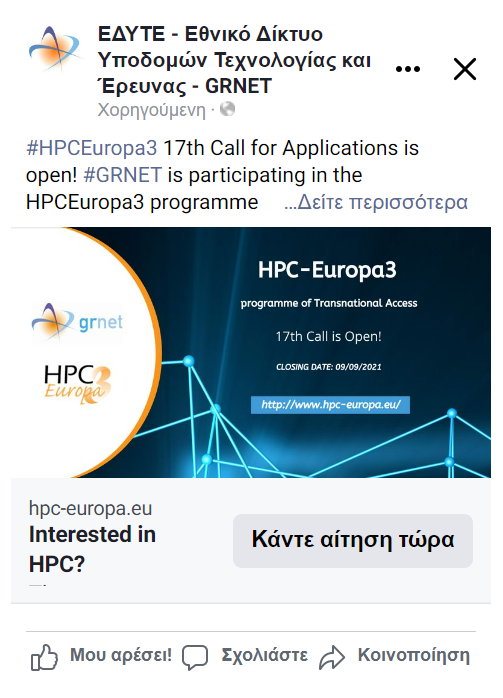 ΕΔΥΤΕ - Εθνικό Δίκτυο
Υποδομών Τεχνολογίας και
Έρευνας - GRNET
Χορηγούμενη ·
#HPCEuropa3 17th Call for Applications is
open! #GRNET is participating in the
HPCEuropa3 programme ...Δείτε περισσότερα
HPC-Europa3
programme of Transnational Access
17th Call is Open!
CLOSING DATE: 09/09/2021
http://www.hpc-europa.eu/
grnet
HPC
Europa3
hpc-europa.eu
Interested in
HPC?
Κάντε αίτηση τώρα
Μου αρέσει! Σχολιάστε Κοινοποίηση